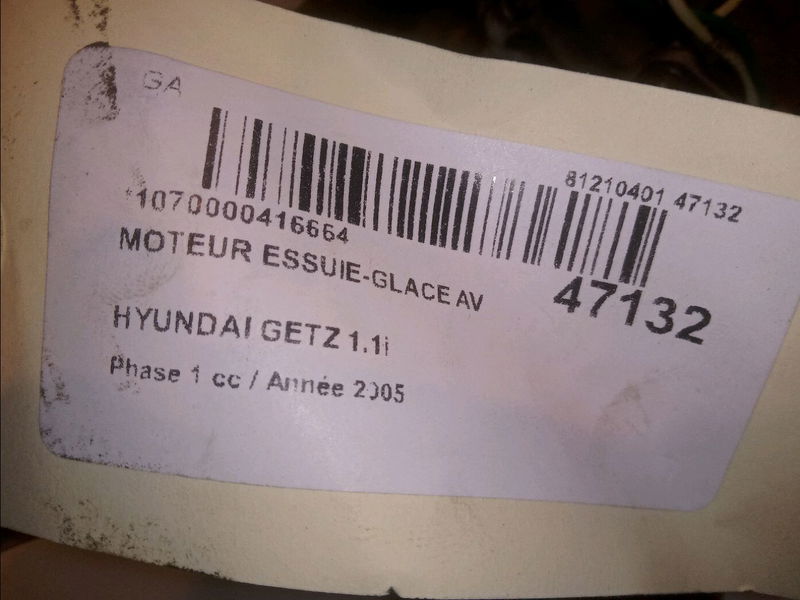 GA
81210401 47132
*1070000416664
MOTEUR ESSUIE-GLACE AV
47132
HYUNDAI GETZ 1.1i
Phase 1 cc / Année 2005